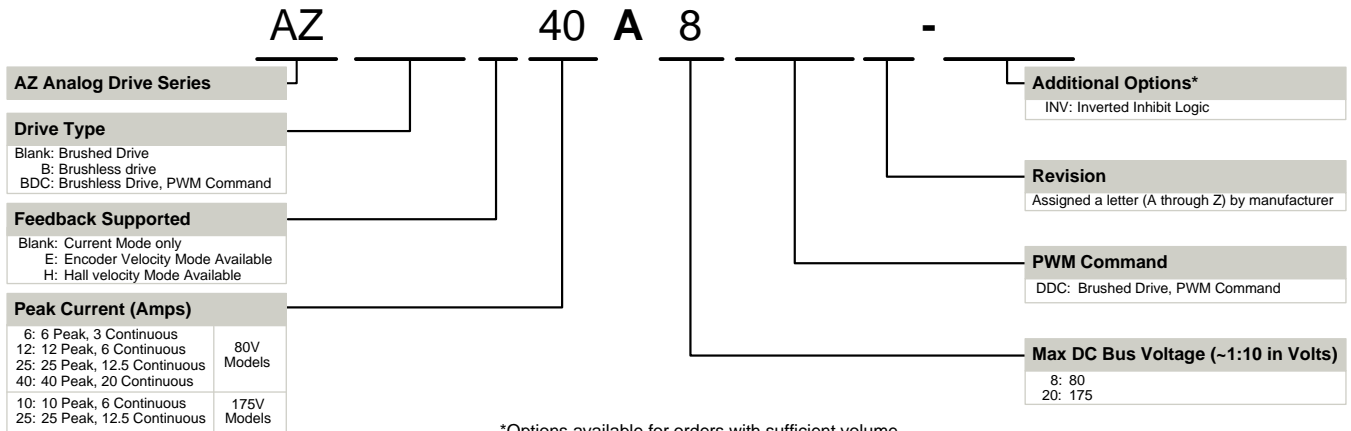 AZ 40 A 8 -
AZ Analog Drive Series
Drive Type
Blank: Brushed Drive
B: Brushless drive
BDC: Brushless Drive, PWM Command
Feedback Supported
Blank: Current Mode only
E: Encoder Velocity Mode Available
H: Hall velocity Mode Available
Peak Current (Amps)
6: 6 Peak, 3 Continuous
12: 12 Peak, 6 Continuous
25: 25 Peak, 12.5 Continuous
40: 40 Peak, 20 Continuous
80V
Models
10: 10 Peak, 6 Continuous
25: 25 Peak, 12.5 Continuous
175V
Models
Additional Options*
INV: Inverted Inhibit Logic
Revision
Assigned a letter (A through Z) by manufacturer
PWM Command
DDC: Brushed Drive, PWM Command
Max DC Bus Voltage (~1:10 in Volts)
8: 80
20: 175
*Options available for orders with sufficient volume